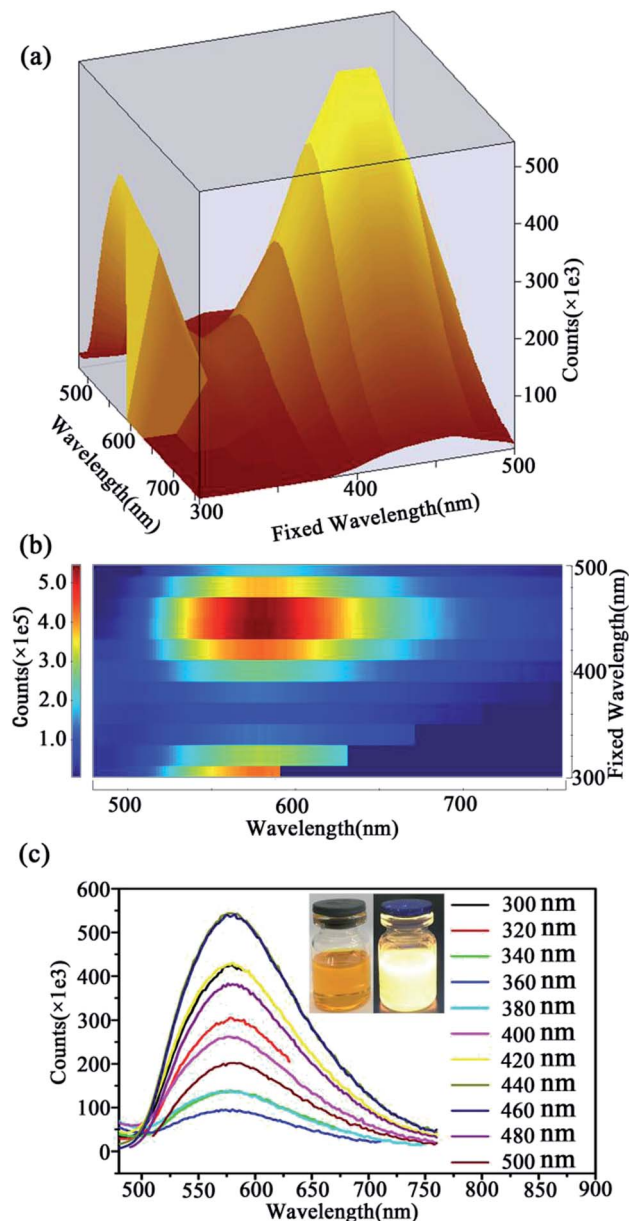 (a)
500
400
300
200
100
Counts(×1e3)
500
600
700
Wavelength(nm)
300
400
500
Fixed Wavelength(nm)
(b)
5.0
4.0
3.0
2.0
1.0
Counts(×1e5)
500
400
300
Fixed Wavelength(nm)
500
600
700
Wavelength(nm)
(c)
600
500
400
300
200
100
0
Counts(×1e3)
300 nm
320 nm
340 nm
360 nm
380 nm
400 nm
420 nm
440 nm
460 nm
480 nm
500 nm
500 550 600 650 700 750 800 850 900
Wavelength(nm)